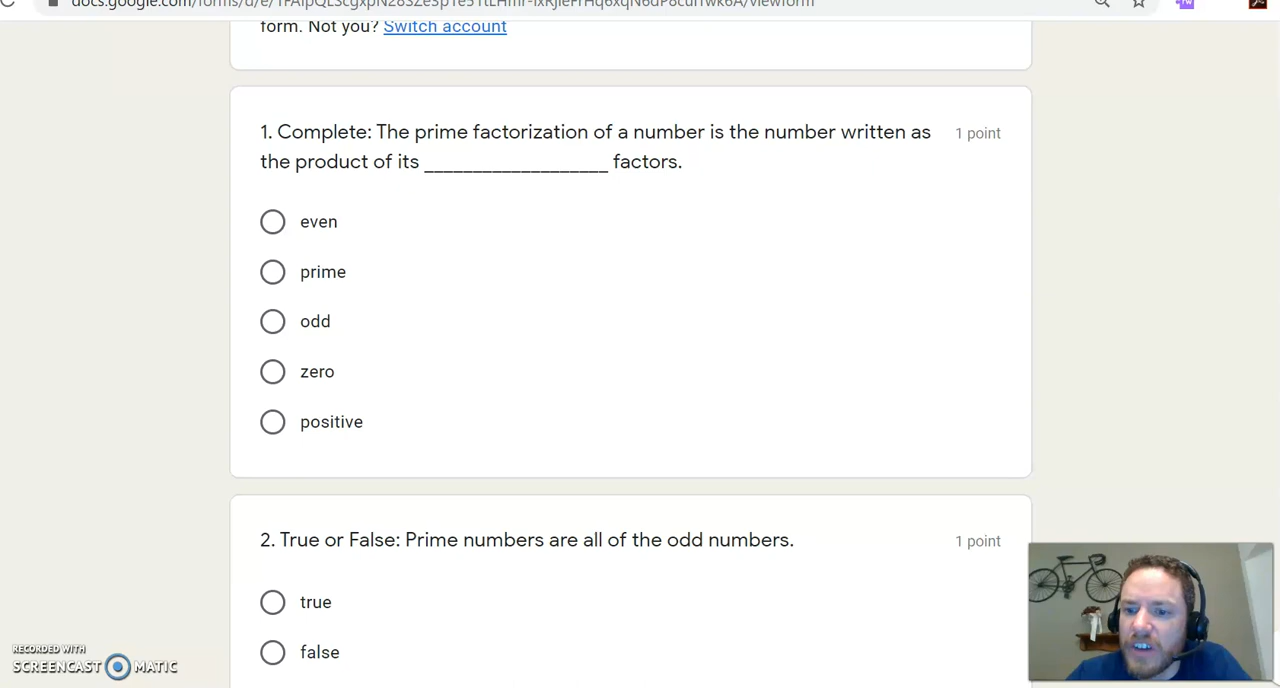 form. Not you? Switch account
1. Complete: The prime factorization of a number is the number written as
the product of its ___________________ factors.
1 point
even
prime
odd
zero
positive
2. True or False: Prime numbers are all of the odd numbers.
1 point
true
false
RECORDED WITH
SCREENCAST MATIC